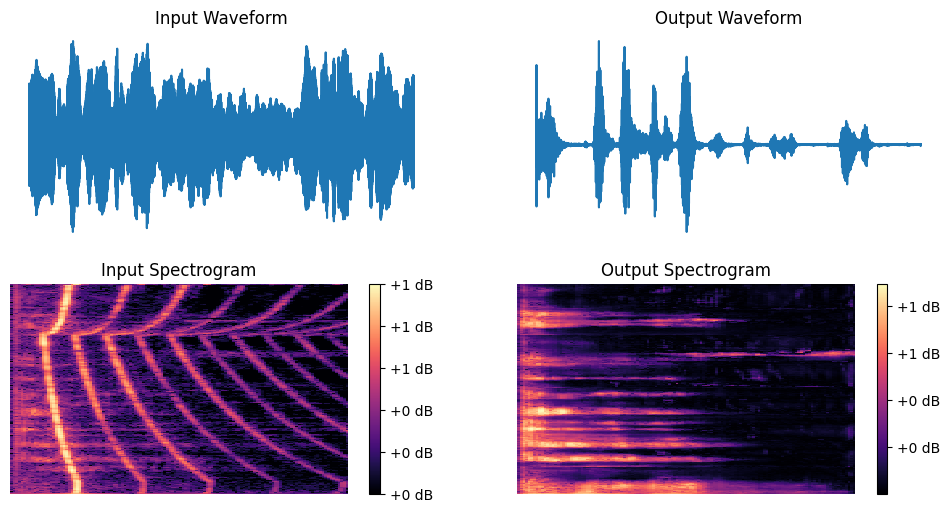 Input Waveform
Output Waveform
Input Spectrogram
+1 dB
+1 dB
+1 dB
+0 dB
+0 dB
+0 dB
Output Spectrogram
+1 dB
+1 dB
+0 dB
+0 dB